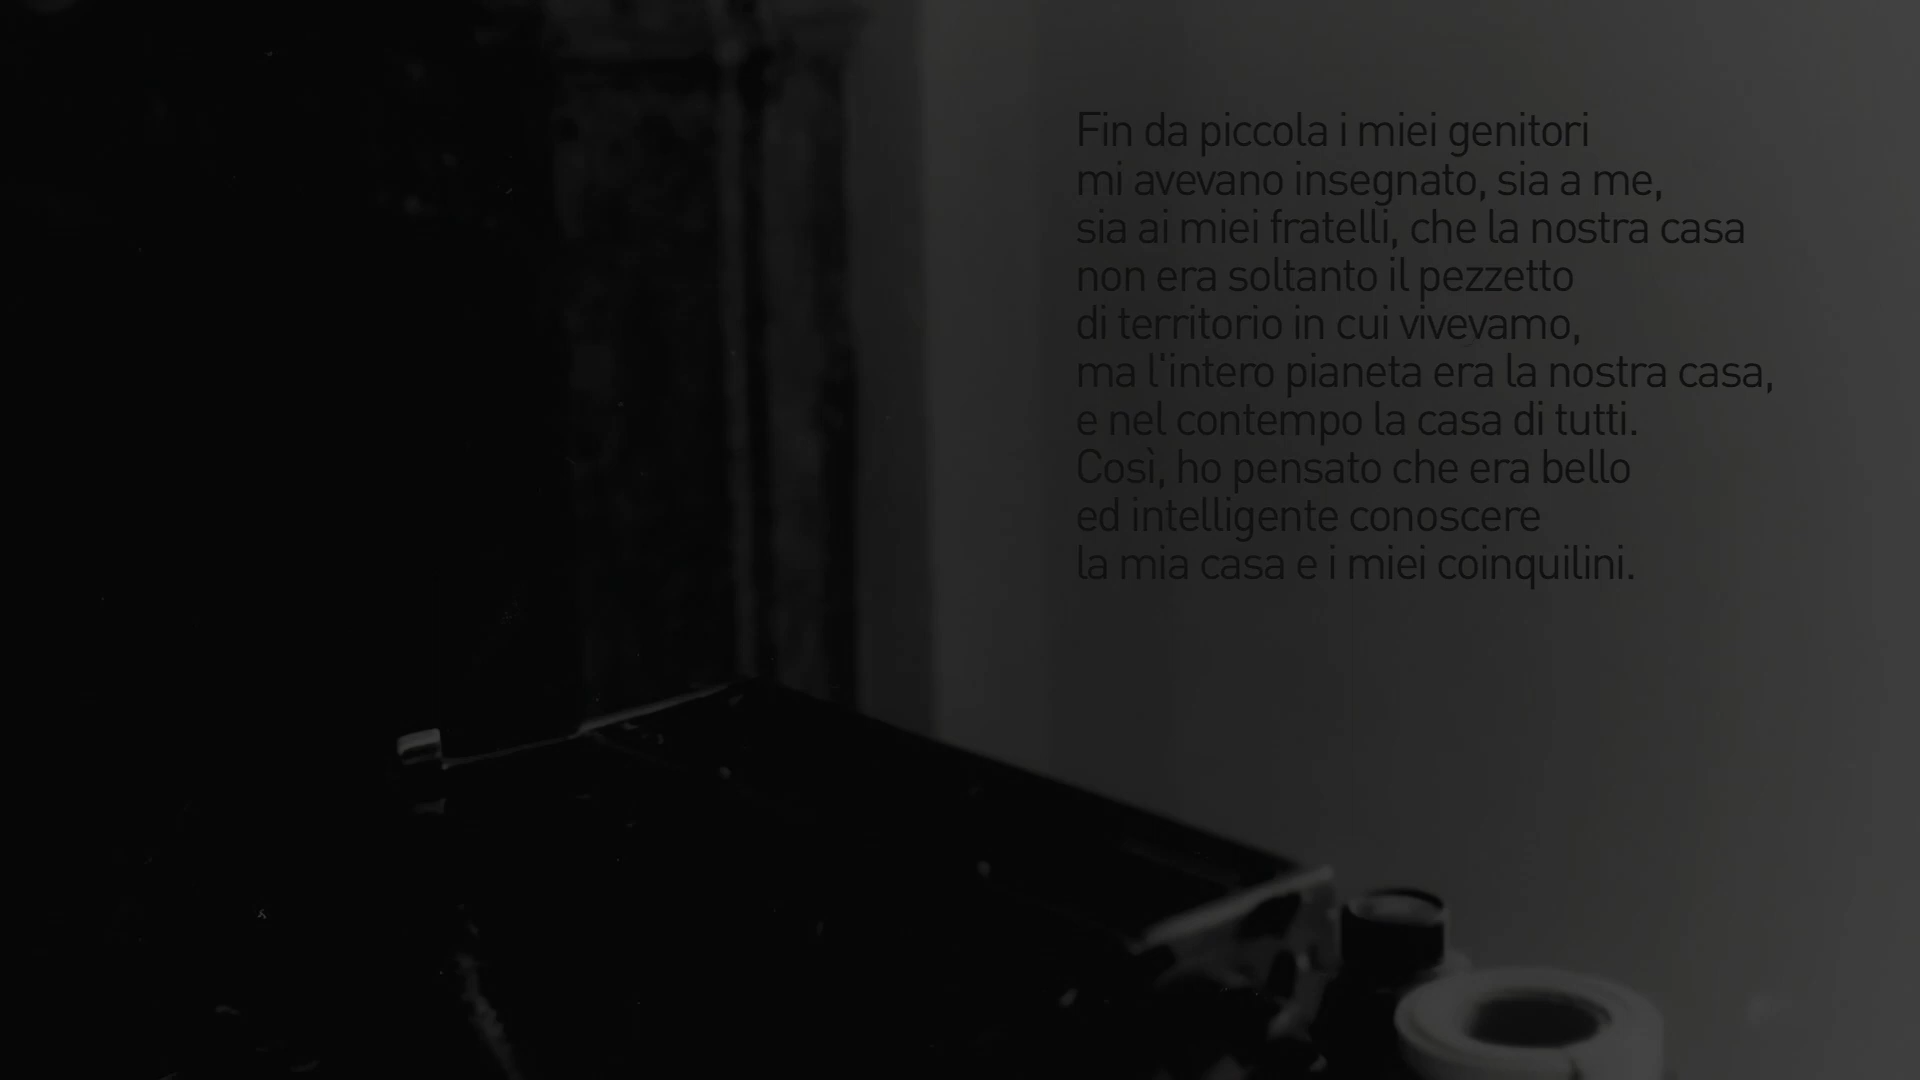 Fin da piccola i miei genitori
mi avevano insegnato, sia a me,
sia ai miei fratelli, che la nostra casa
non era soltanto il pezzetto
di territorio in cui vivevamo,
ma l'intero pianeta era la nostra casa,
e nel contempo la casa di tutti.
Così, ho pensato che era bello
ed intelligente conoscere
la mia casa e i miei coinquilini.